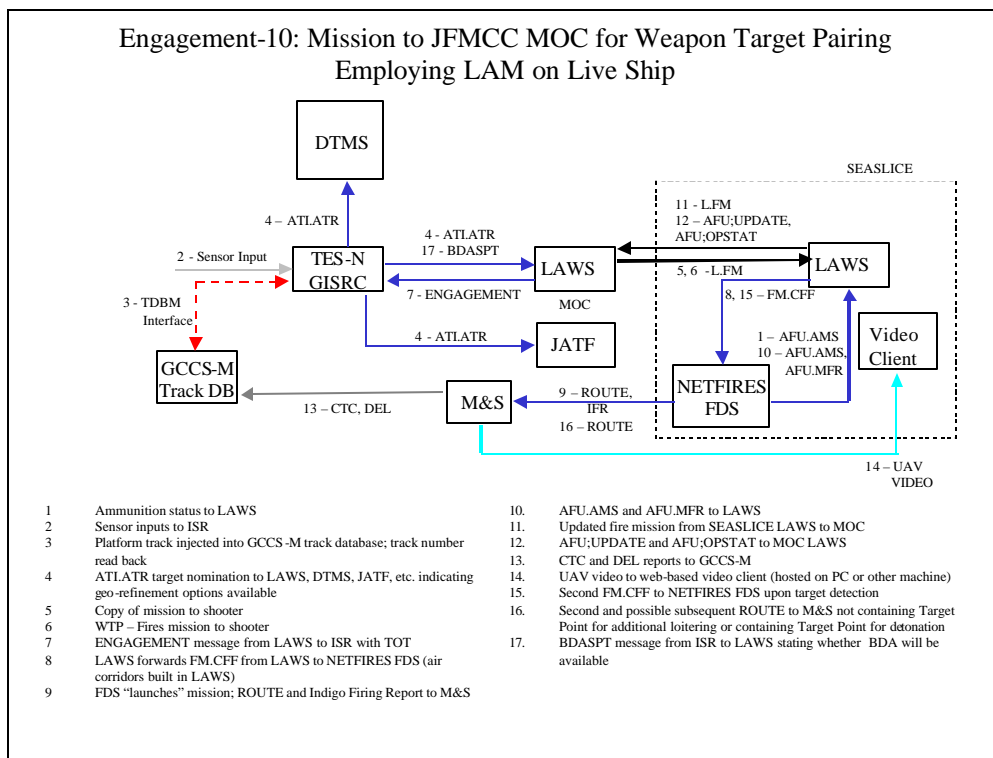 Engagement-10: Mission to JFMCC MOC for Weapon Target Pairing
Employing LAM on Live Ship
DTMS
SEASLICE
4 – ATI.ATR
11 - L.FM
12 – AFU;UPDATE,
AFU;OPSTAT
4 - ATI.ATR
17 - BDASPT
2 - Sensor Input
TES-N
GISRC
LAWS
LAWS
5, 6 -L.FM
7 - ENGAGEMENT
MOC
8, 15 – FM.CFF
3 - TDBM
Interface
4 - ATI.ATR
JATF
1 – AFU.AMS
10 – AFU.AMS,
AFU.MFR
Video
Client
GCCS-M
Track DB
M&S
NETFIRES
FDS
13 – CTC, DEL
9 – ROUTE,
IFR
16 – ROUTE
14 – UAV
VIDEO
1 Ammunition status to LAWS
2 Sensor inputs to ISR
3 Platform track injected into GCCS-M track database; track number
read back
4 ATI.ATR target nomination to LAWS, DTMS, JATF, etc. indicating
geo-refinement options available
5 Copy of mission to shooter
6 WTP – Fires mission to shooter
7 ENGAGEMENT message from LAWS to ISR with TOT
8 LAWS forwards FM.CFF from LAWS to NETFIRES FDS (air
corridors built in LAWS)
9 FDS “launches” mission; ROUTE and Indigo Firing Report to M&S
10. AFU.AMS and AFU.MFR to LAWS
11. Updated fire mission from SEASLICE LAWS to MOC
12. AFU;UPDATE and AFU;OPSTAT to MOC LAWS
13. CTC and DEL reports to GCCS-M
14. UAV video to web-based video client (hosted on PC or other machine)
15. Second FM.CFF to NETFIRES FDS upon target detection
16. Second and possible subsequent ROUTE to M&S not containing Target
Point for additional loitering or containing Target Point for detonation
17. BDASPT message from ISR to LAWS stating whether BDA will be
available